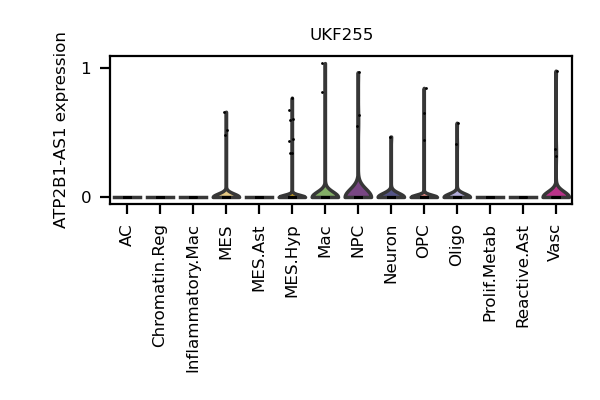 UKF255
ATP2B1-AS1 expression
1
0
AC
Chromatin.Reg
Inflammatory.Mac
MES
MES.Ast
MES.Hyp
Mac
NPC
Neuron
OPC
Oligo
Prolif.Metab
Reactive.Ast
Vasc